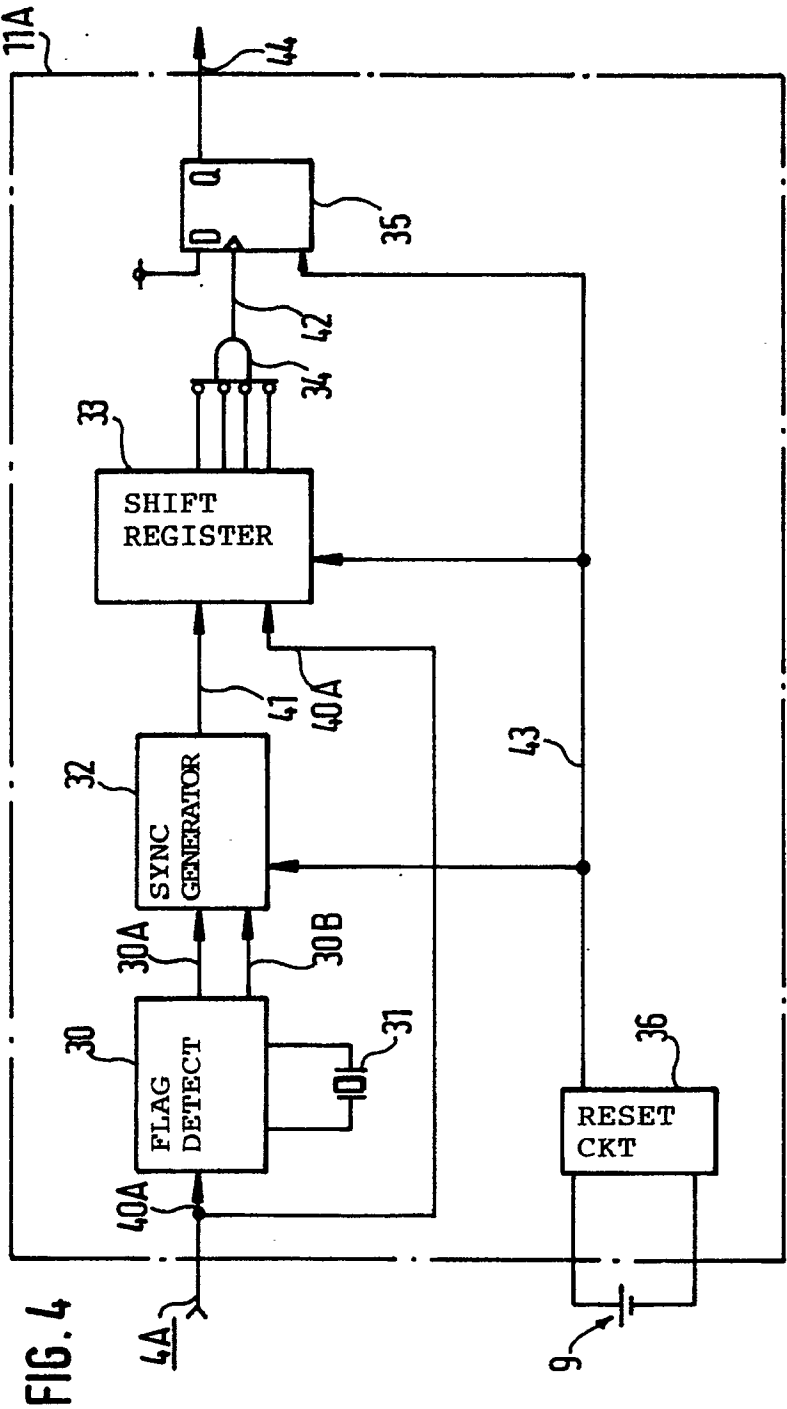 FIG. 4
11A
4A
40A
30
FLAG
DETECT
31
30A
30B
32
SYNC
GENERATOR
41
40A
33
SHIFT
REGISTER
34
42
D
Q
35
44
9
RESET
CKT
36
43